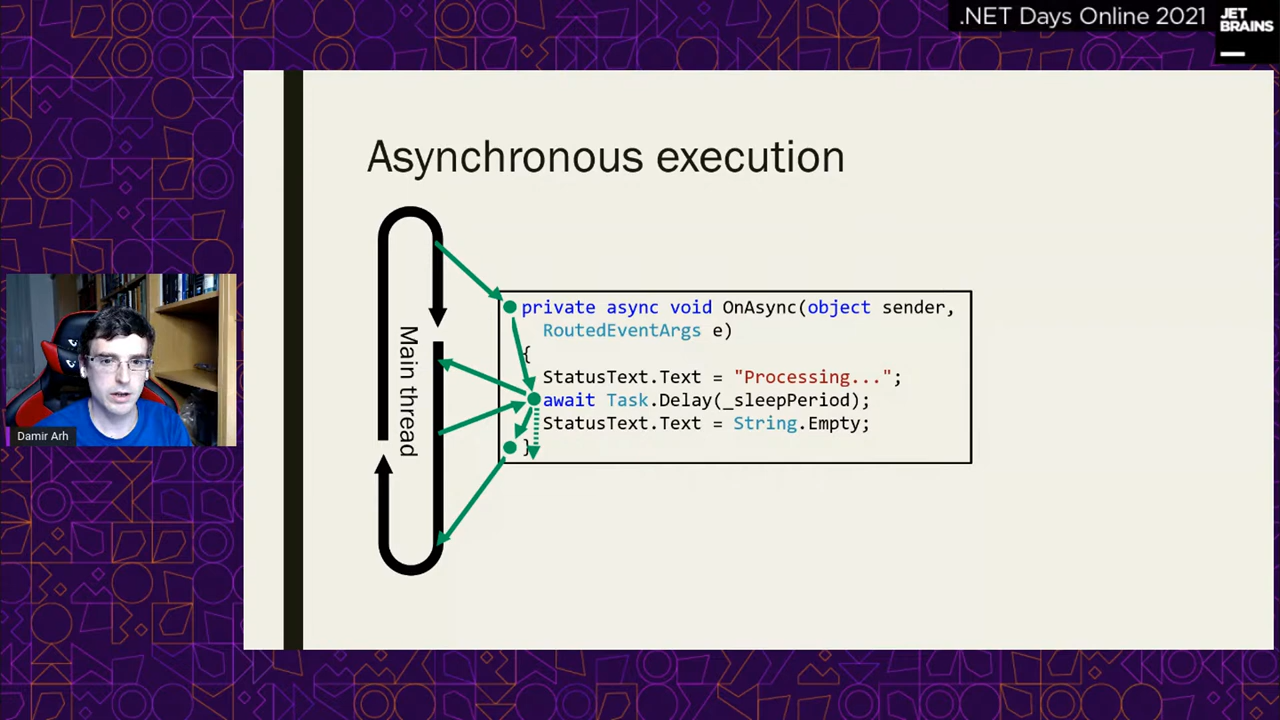 .NET Days Online 2021
JET
BRAINS
Asynchronous execution
Main thread
private async void OnAsync(object sender,
RoutedEventArgs e)
{
StatusText.Text = "Processing...";
await Task.Delay(_sleepPeriod);
StatusText.Text = String.Empty;
}
Damir Arh